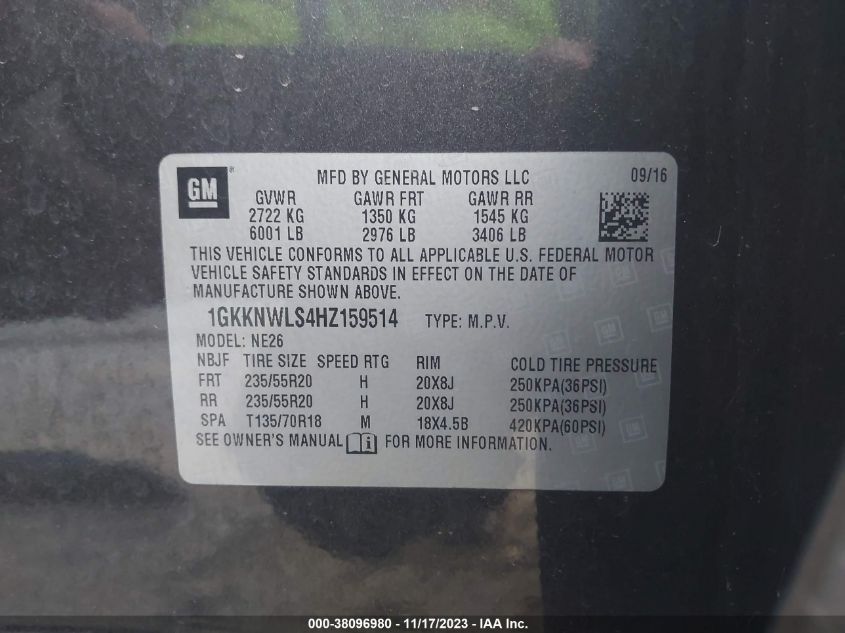 GM
MFD BY GENERAL MOTORS LLC 09/16
GVWR GAWR FRT GAWR RR
2722 KG 1350 KG 1545 KG
6001 LB 2976 LB 3406 LB
THIS VEHICLE CONFORMS TO ALL APPLICABLE U.S. FEDERAL MOTOR
VEHICLE SAFETY STANDARDS IN EFFECT ON THE DATE OF
MANUFACTURE SHOWN ABOVE.
1GKKNWLS4HZ159514 TYPE: M.P.V.
MODEL: NE26
NBJF TIRE SIZE SPEED RTG RIM COLD TIRE PRESSURE
FRT 235/55R20 H 20X8J 250KPA(36PSI)
RR 235/55R20 H 20X8J 250KPA(36PSI)
SPA T135/70R18 M 18X4.5B 420KPA(60PSI)
SEE OWNER'S MANUAL FOR MORE INFORMATION.
000-38096980 - 11/17/2023 - IAA Inc.